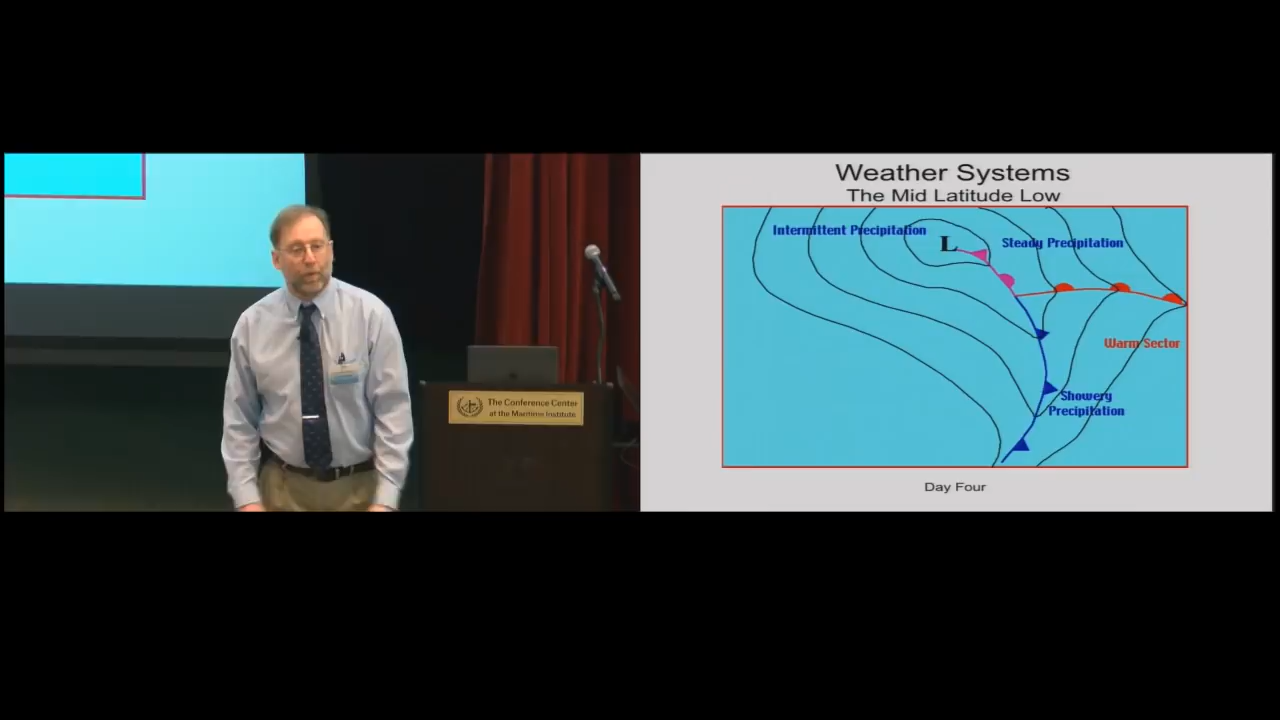 The Conference Center
at the Maritime Institute
Weather Systems
The Mid Latitude Low
Intermittent Precipitation
L
Steady Precipitation
Warm Sector
Showery
Precipitation
Day Four